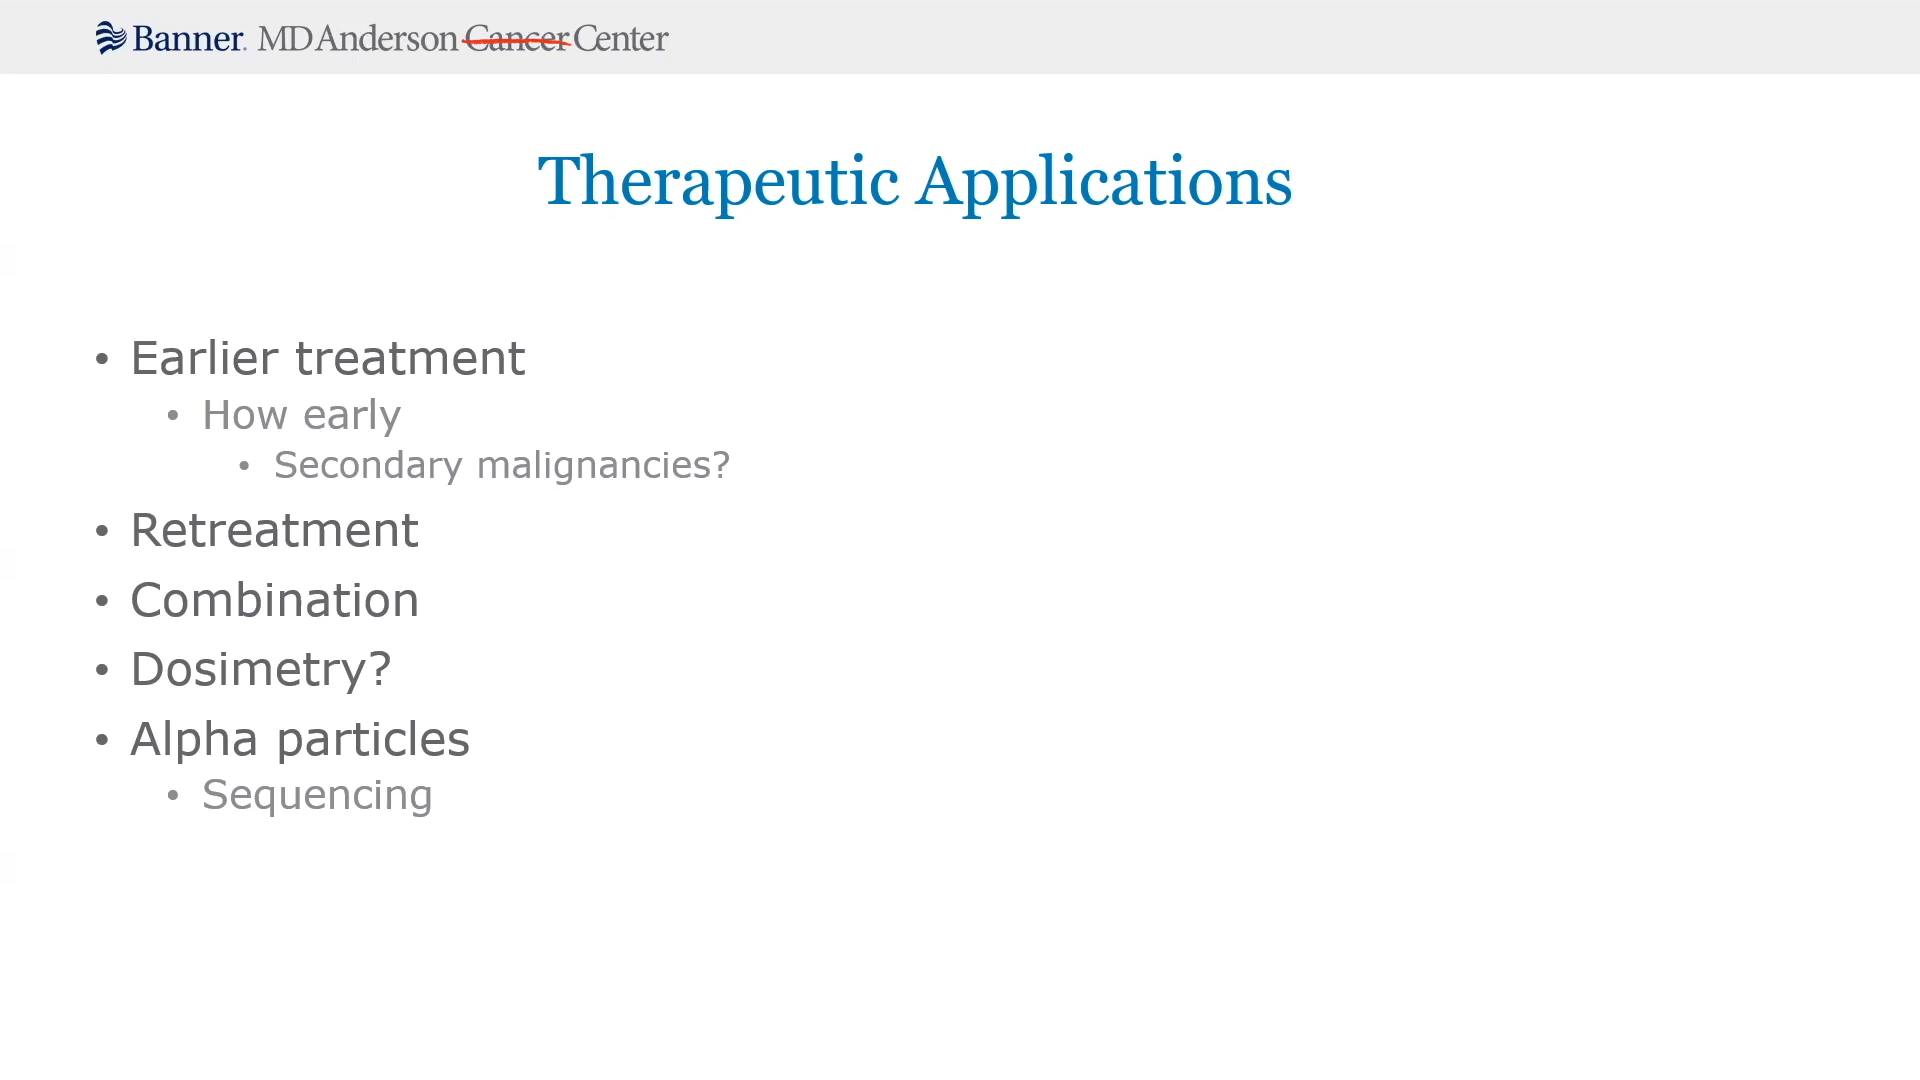 Banner. MD Anderson Cancer Center
Therapeutic Applications
• Earlier treatment
• How early
• Secondary malignancies?
• Retreatment
• Combination
• Dosimetry?
• Alpha particles
• Sequencing